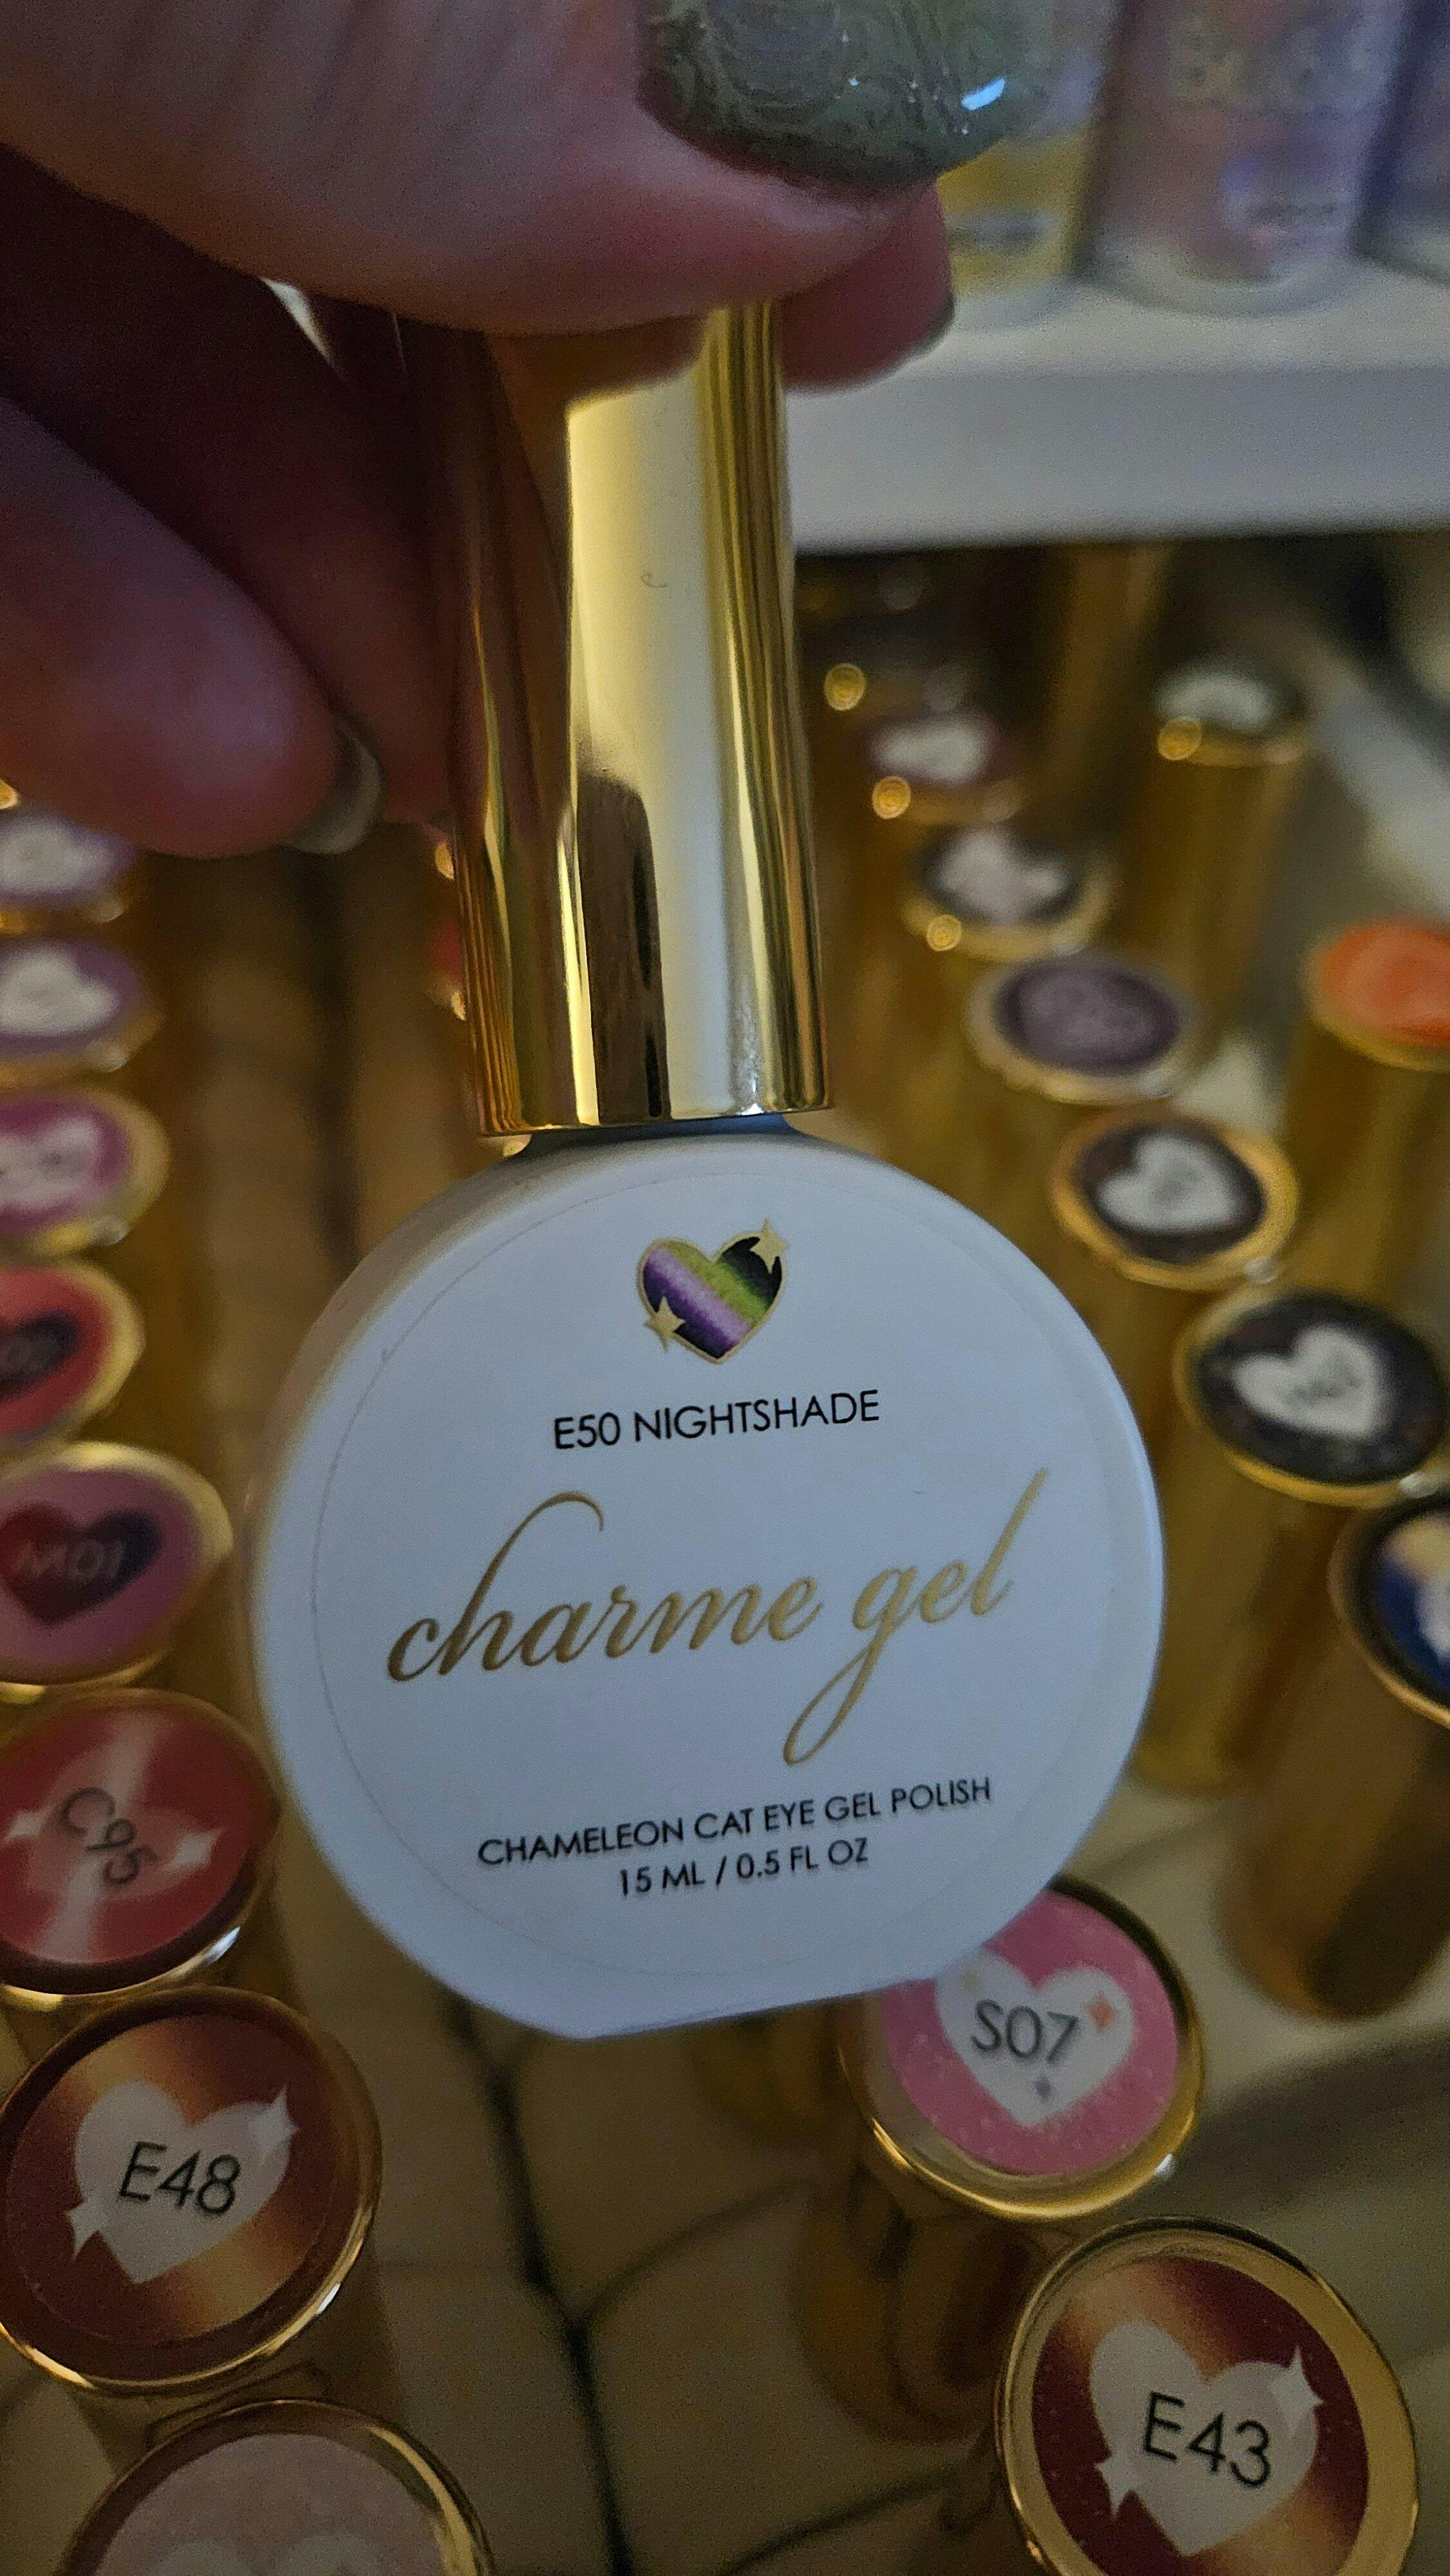 E50 NIGHTSHADE
charme gel
CHAMELEON CAT EYE GEL POLISH
15 ML / 0.5 FL OZ
M01
C95
S07
E48
E43